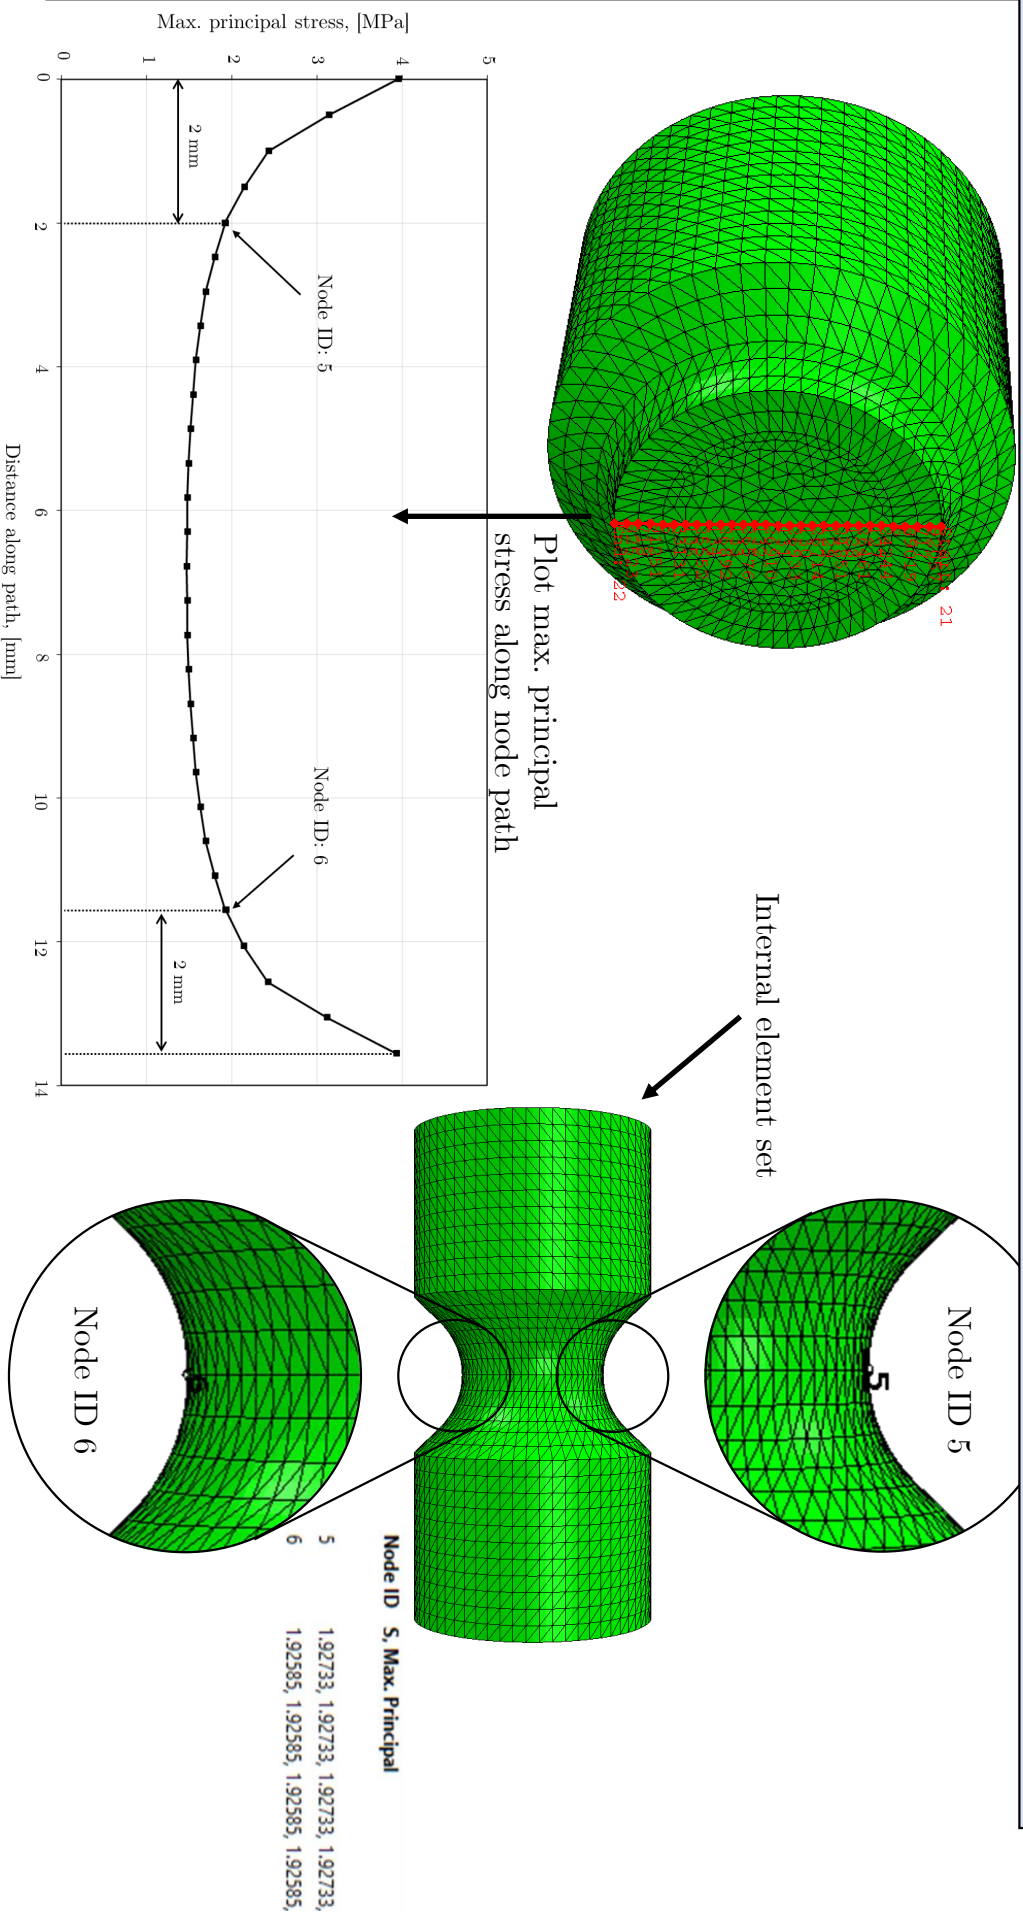 21
22
Plot max. principal
stress along node path
Max. principal stress, [MPa]
5
4
3
2
1
0
0
2
4
6
8
10
12
14
Distance along path, [mm]
2 mm
Node ID: 5
Node ID: 6
2 mm
Internal element set
Node ID 5
5
Node ID 6
6
Node ID S, Max. Principal
5 1.92733, 1.92733, 1.92733, 1.92733,
6 1.92585, 1.92585, 1.92585, 1.92585,